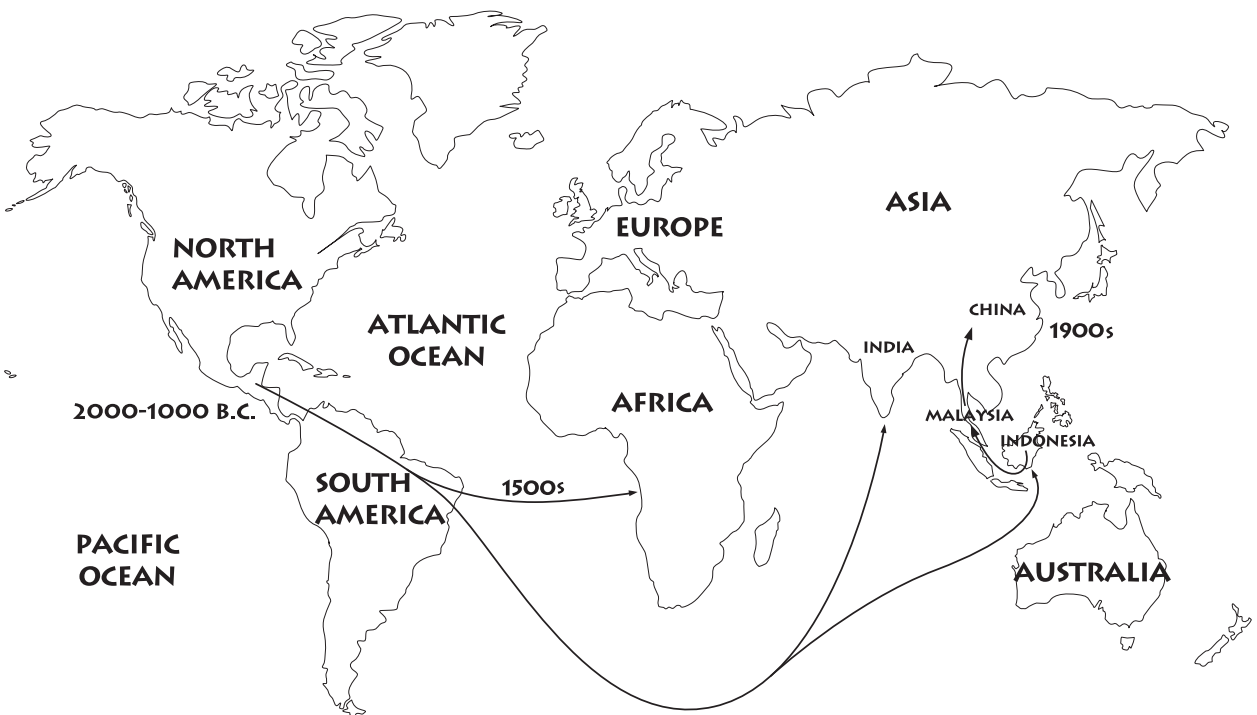 ASIA
EUROPE
NORTH
AMERICA
CHINA
ATLANTIC
OCEAN
1900s
INDIA
AFRICA
2000-1000 B.C.
MALAYSIA
INDONESIA
SOUTH
AMERICA
1500s
PACIFIC
OCEAN
AUSTRALIA